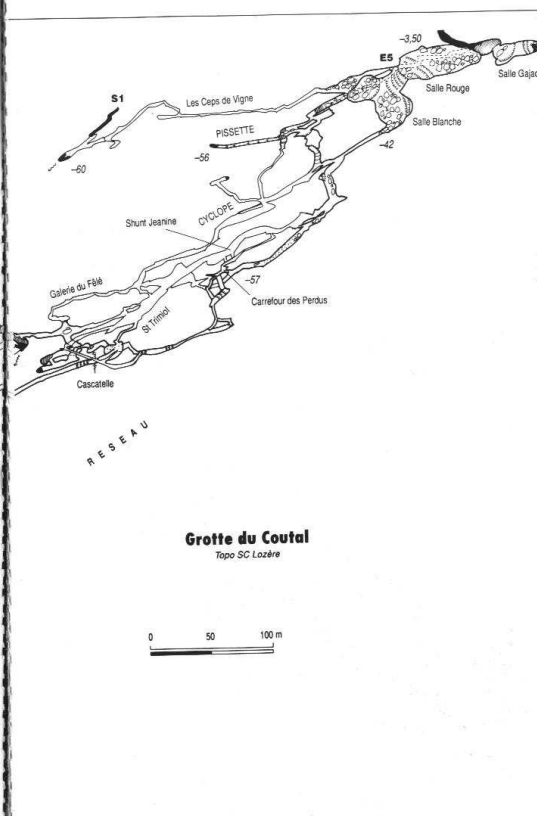 –3,50
E5
Salle Rouge
Salle Gajac
S1
Les Ceps de Vigne
Salle Blanche
PISSETTE
–56
–42
–60
CYCLOPE
Shunt Jeanine
–57
Galerie du Fêlé
Carrefour des Perdus
St Trimiol
Cascatelle
RESEAU
Grotte du Coutal
Topo SC Lozère
0 50 100 m